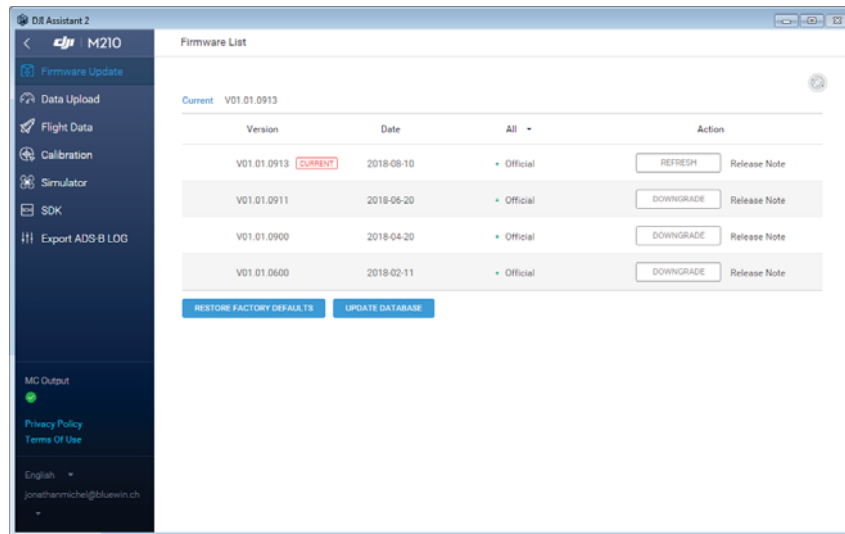 DJI Assistant 2
dji M210
Firmware List
Firmware Update
Data Upload
Flight Data
Calibration
Simulator
SDK
Export ADS-B LOG
MC Output
Privacy Policy
Terms Of Use
English
jonathanmichel@bluewin.ch
Current V01.01.0913
Version Date All Action
V01.01.0913 CURRENT 2018-08-10 Official REFRESH Release Note
V01.01.0911 2018-06-20 Official DOWNGRADE Release Note
V01.01.0900 2018-04-20 Official DOWNGRADE Release Note
V01.01.0600 2018-02-11 Official DOWNGRADE Release Note
RESTORE FACTORY DEFAULTS UPDATE DATABASE